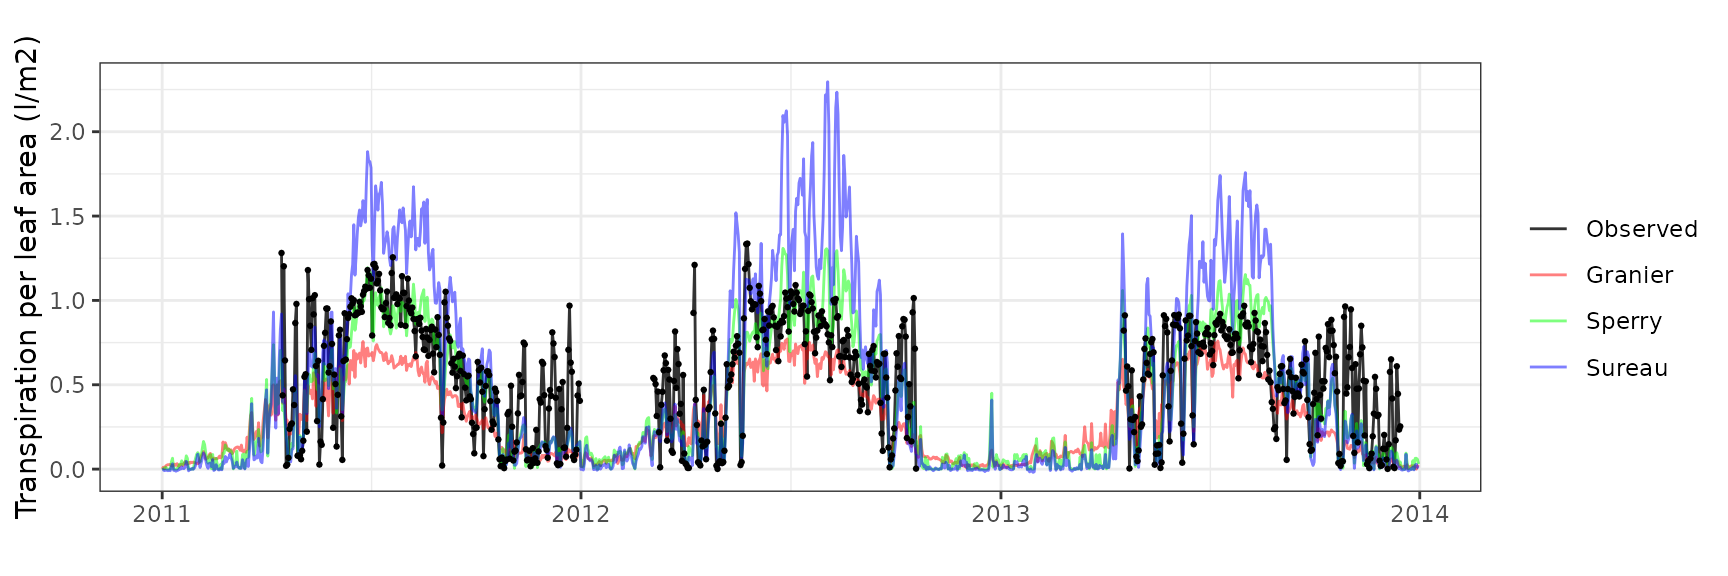 Transpiration per leaf area (l/m2)
2.0
1.5
1.0
0.5
0.0
2011
2012
2013
2014
Observed
Granier
Sperry
Sureau